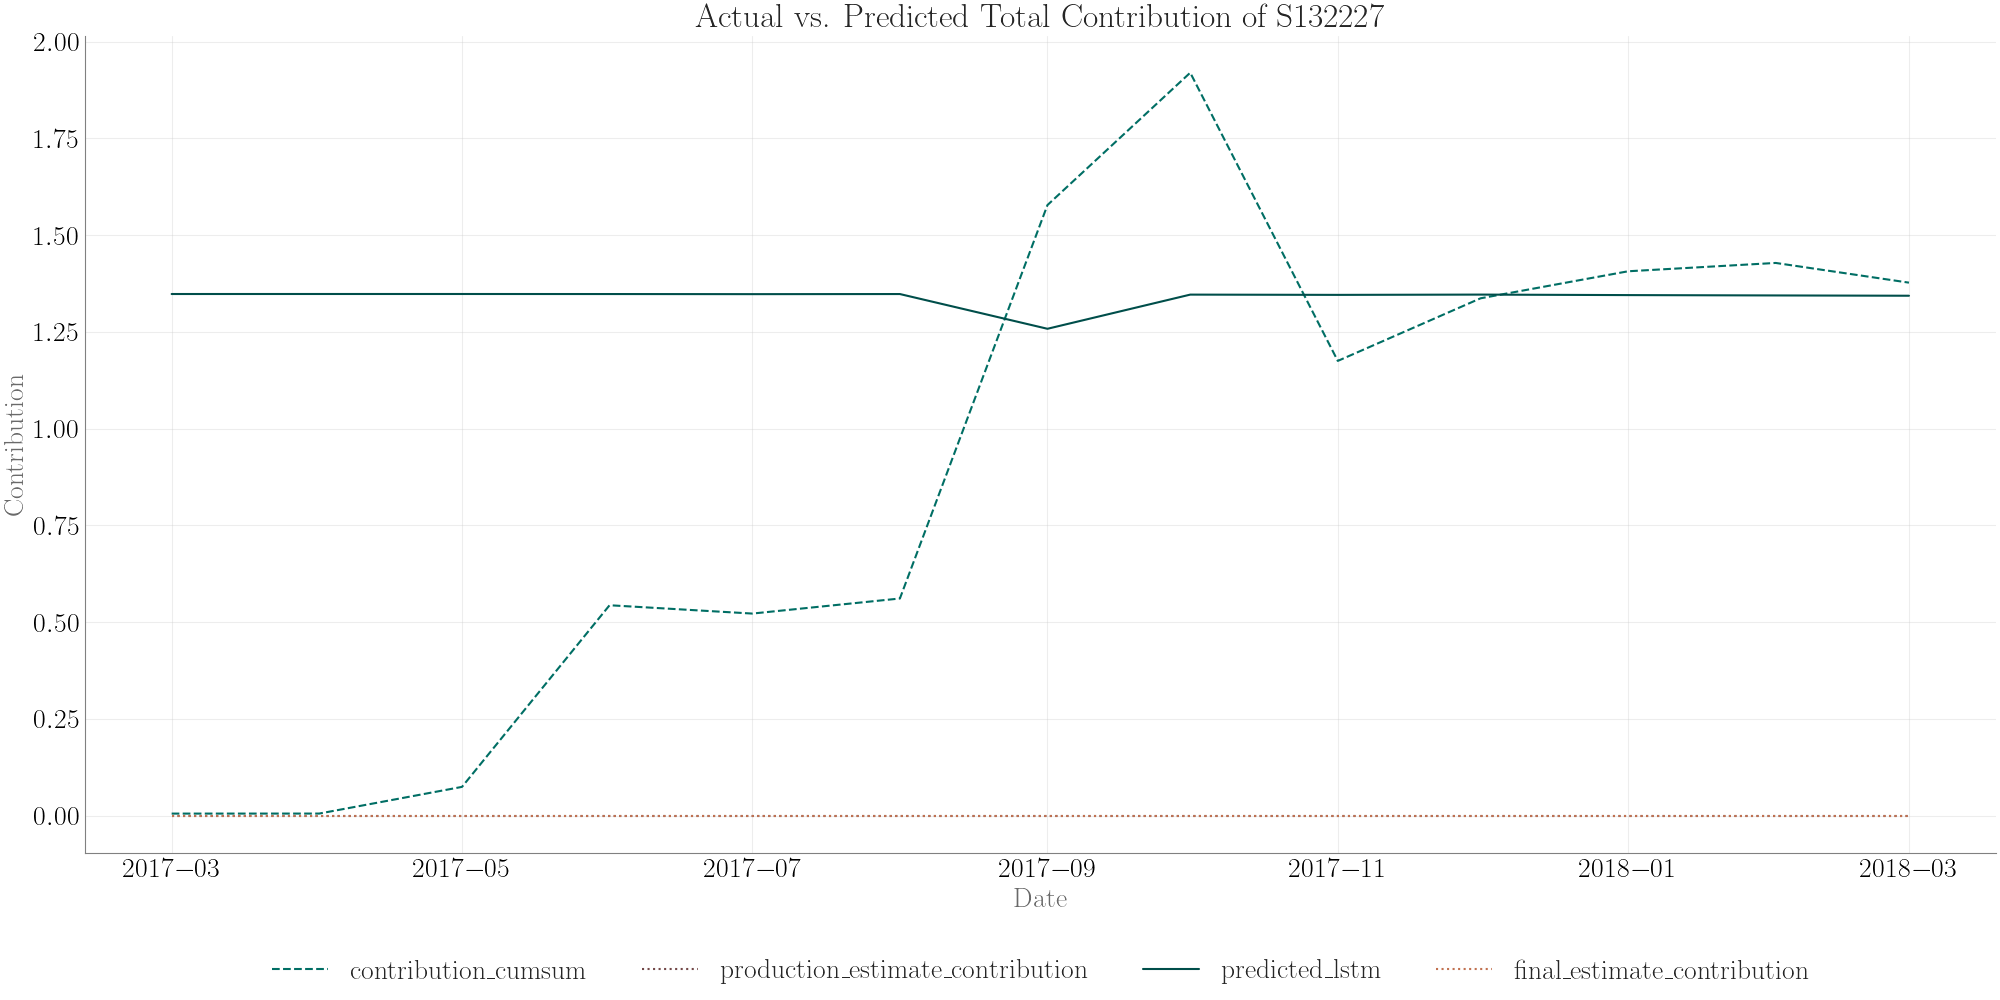 Actual vs. Predicted Total Contribution of S132227
2.00
1.75
1.50
1.25
1.00
0.75
0.50
0.25
0.00
Contribution
2017–03 2017–05 2017–07 2017–09 2017–11 2018–01 2018–03
Date
contribution_cumsum production_estimate_contribution predicted_lstm final_estimate_contribution